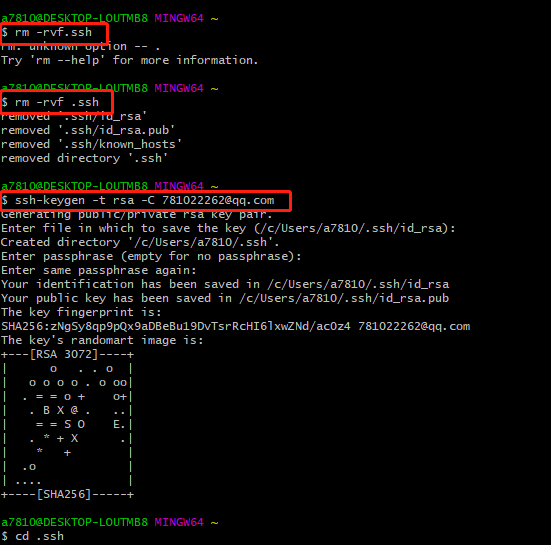 a7810@DESKTOP-LOUTMB8 MINGW64 ~
$ rm -rvf.ssh
rm: unknown option -- .
Try 'rm --help' for more information.
a7810@DESKTOP-LOUTMB8 MINGW64 ~
$ rm -rvf .ssh
removed '.ssh/id_rsa'
removed '.ssh/id_rsa.pub'
removed '.ssh/known_hosts'
removed directory '.ssh'
a7810@DESKTOP-LOUTMB8 MINGW64 ~
$ ssh-keygen -t rsa -C 781022262@qq.com
Generating public/private rsa key pair.
Enter file in which to save the key (/c/Users/a7810/.ssh/id_rsa):
Created directory '/c/Users/a7810/.ssh'.
Enter passphrase (empty for no passphrase):
Enter same passphrase again:
Your identification has been saved in /c/Users/a7810/.ssh/id_rsa
Your public key has been saved in /c/Users/a7810/.ssh/id_rsa.pub
The key fingerprint is:
SHA256:zNgSy8qp9pQx9aDBeBu19DvTsrRcHI6lxwZNd/acOz4 781022262@qq.com
The key's randomart image is:
+---[RSA 3072]----+
|      o   . . o  |
|   o o o o . o oo|
|  . = = o +    o+|
|   . B X @ .   ..|
|    = = S O    E.|
|   . * + X      .|
|    *   +        |
|  .o             |
| ....            |
+----[SHA256]-----+
a7810@DESKTOP-LOUTMB8 MINGW64 ~
$ cd .ssh